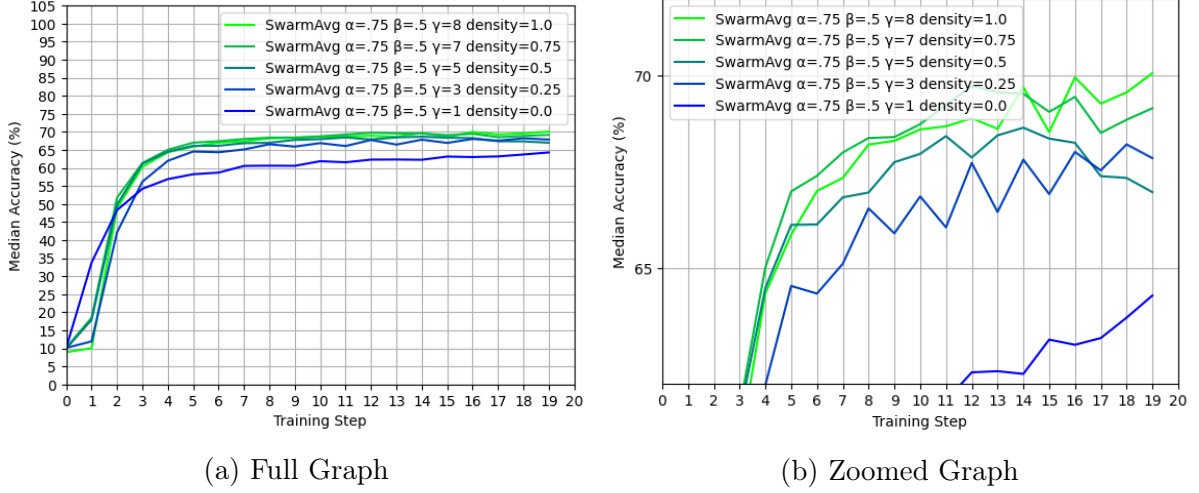 105
100
95
90
85
80
75
70
65
60
55
50
45
40
35
30
25
20
15
10
5
0
Median Accuracy (%)
SwarmAvg α=.75 β=.5 γ=8 density=1.0
SwarmAvg α=.75 β=.5 γ=7 density=0.75
SwarmAvg α=.75 β=.5 γ=5 density=0.5
SwarmAvg α=.75 β=.5 γ=3 density=0.25
SwarmAvg α=.75 β=.5 γ=1 density=0.0
0 1 2 3 4 5 6 7 8 9 10 11 12 13 14 15 16 17 18 19 20
Training Step
(a) Full Graph
70
65
Median Accuracy (%)
SwarmAvg α=.75 β=.5 γ=8 density=1.0
SwarmAvg α=.75 β=.5 γ=7 density=0.75
SwarmAvg α=.75 β=.5 γ=5 density=0.5
SwarmAvg α=.75 β=.5 γ=3 density=0.25
SwarmAvg α=.75 β=.5 γ=1 density=0.0
0 1 2 3 4 5 6 7 8 9 10 11 12 13 14 15 16 17 18 19 20
Training Step
(b) Zoomed Graph